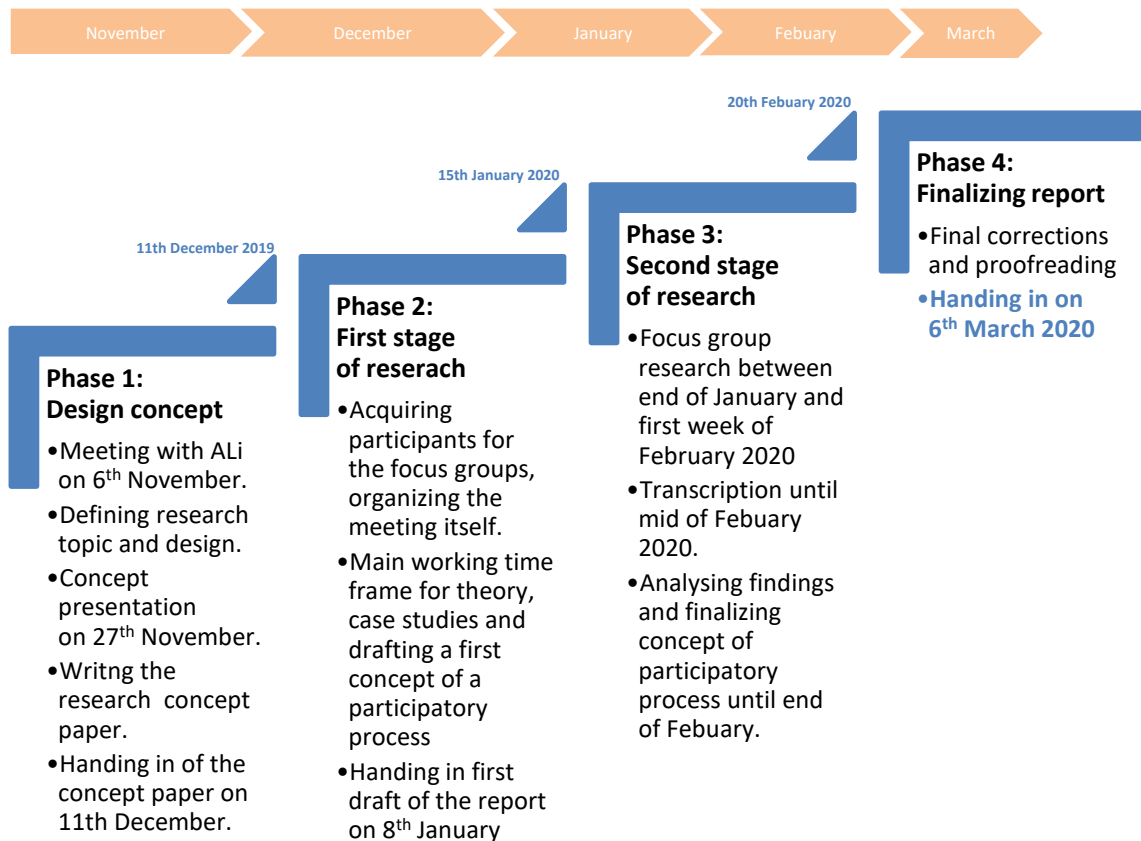 November
December
January
Febuary
March
11th December 2019
15th January 2020
20th Febuary 2020
Phase 1:
Design concept
•Meeting with ALi
on 6th November.
•Defining research
topic and design.
•Concept
presentation
on 27th November.
•Writng the
research  concept
paper.
•Handing in of the
concept paper on
11th December.
Phase 2:
First stage
of reserach
•Acquiring
participants for
the focus groups,
organizing the
meeting itself.
•Main working time
frame for theory,
case studies and
drafting a first
concept of a
participatory
process
•Handing in first
draft of the report
on 8th January
Phase 3:
Second stage
of research
•Focus group
research between
end of January and
first week of
February 2020
•Transcription until
mid of Febuary
2020.
•Analysing findings
and finalizing
concept of
participatory
process until end
of Febuary.
Phase 4:
Finalizing report
•Final corrections
and proofreading
•Handing in on
6th March 2020